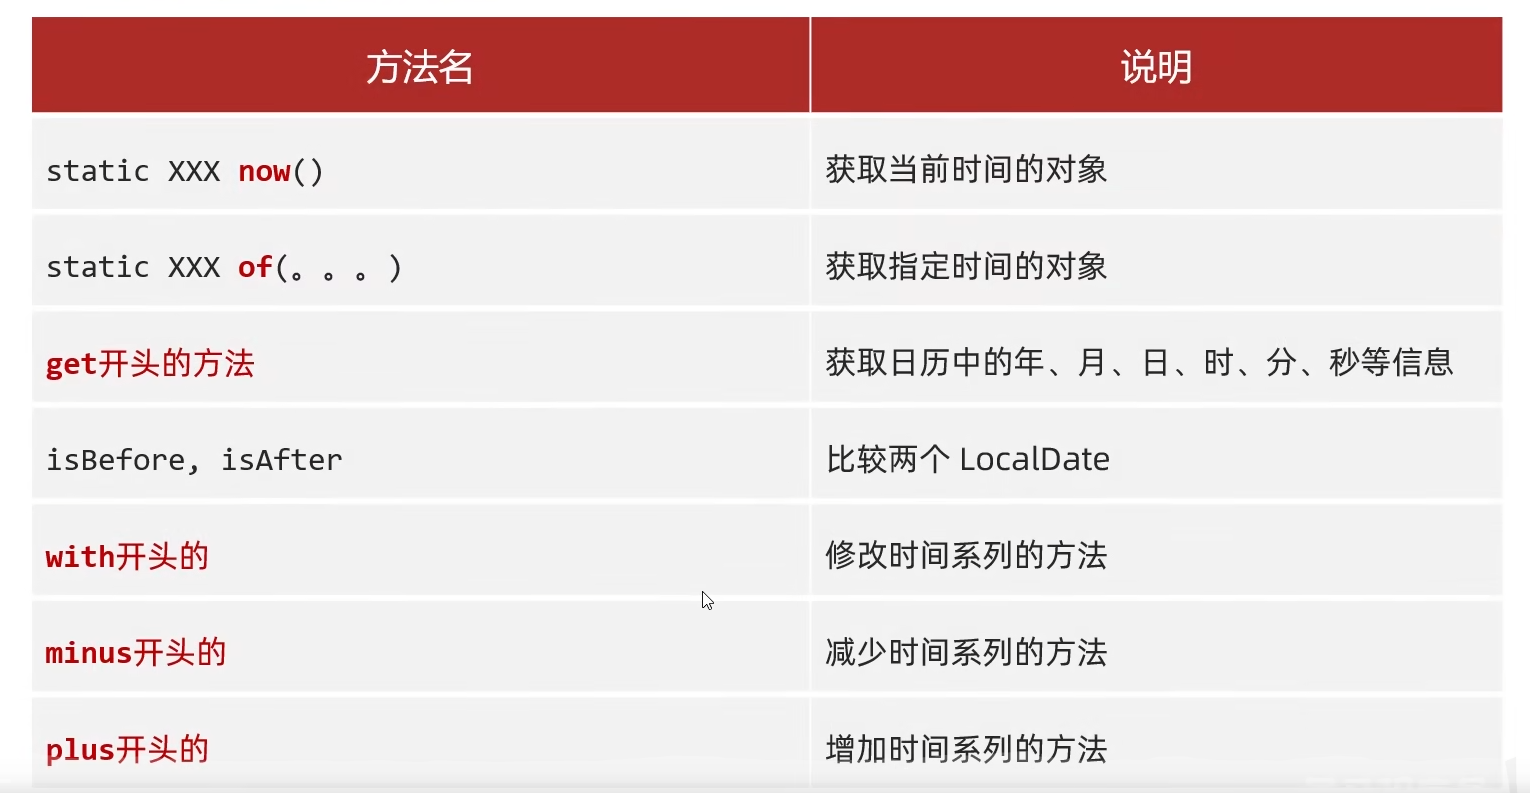 方法名 说明
static XXX now() 获取当前时间的对象
static XXX of(。。。) 获取指定时间的对象
get开头的方法 获取日历中的年、月、日、时、分、秒等信息
isBefore, isAfter 比较两个 LocalDate
with开头的 修改时间系列的方法
minus开头的 减少时间系列的方法
plus开头的 增加时间系列的方法